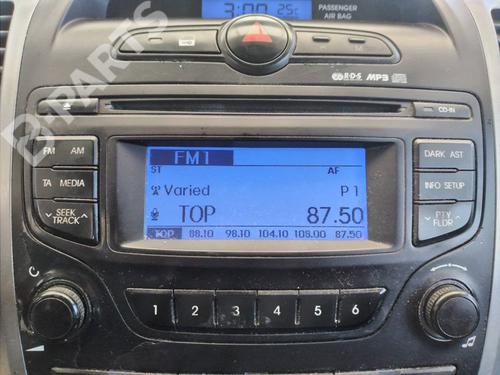 3:00 25c
PASSENGER
AIR BAG
R·D·S MP3
CD-IN
FM AM
TA MEDIA
SEEK
TRACK
FM1
ST AF
Varied P1
TOP 87.50
TOP 88.10 98.10 104.10 108.00 87.50
DARK AST
INFO SETUP
PTY
FLDR
1 2 3 4 5 6
B-PARTS